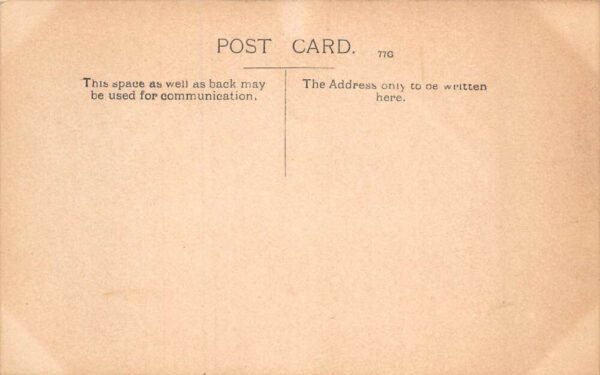 POST CARD.
77G
This space as well as back may
be used for communication.
The Address only to be written
here.